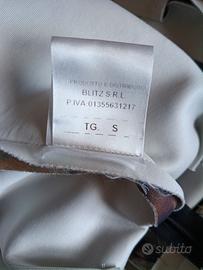 PRODOTTO E DISTRIBUITO
BLITZ S.R.L
P.IVA 01355631217
TG. S
subito